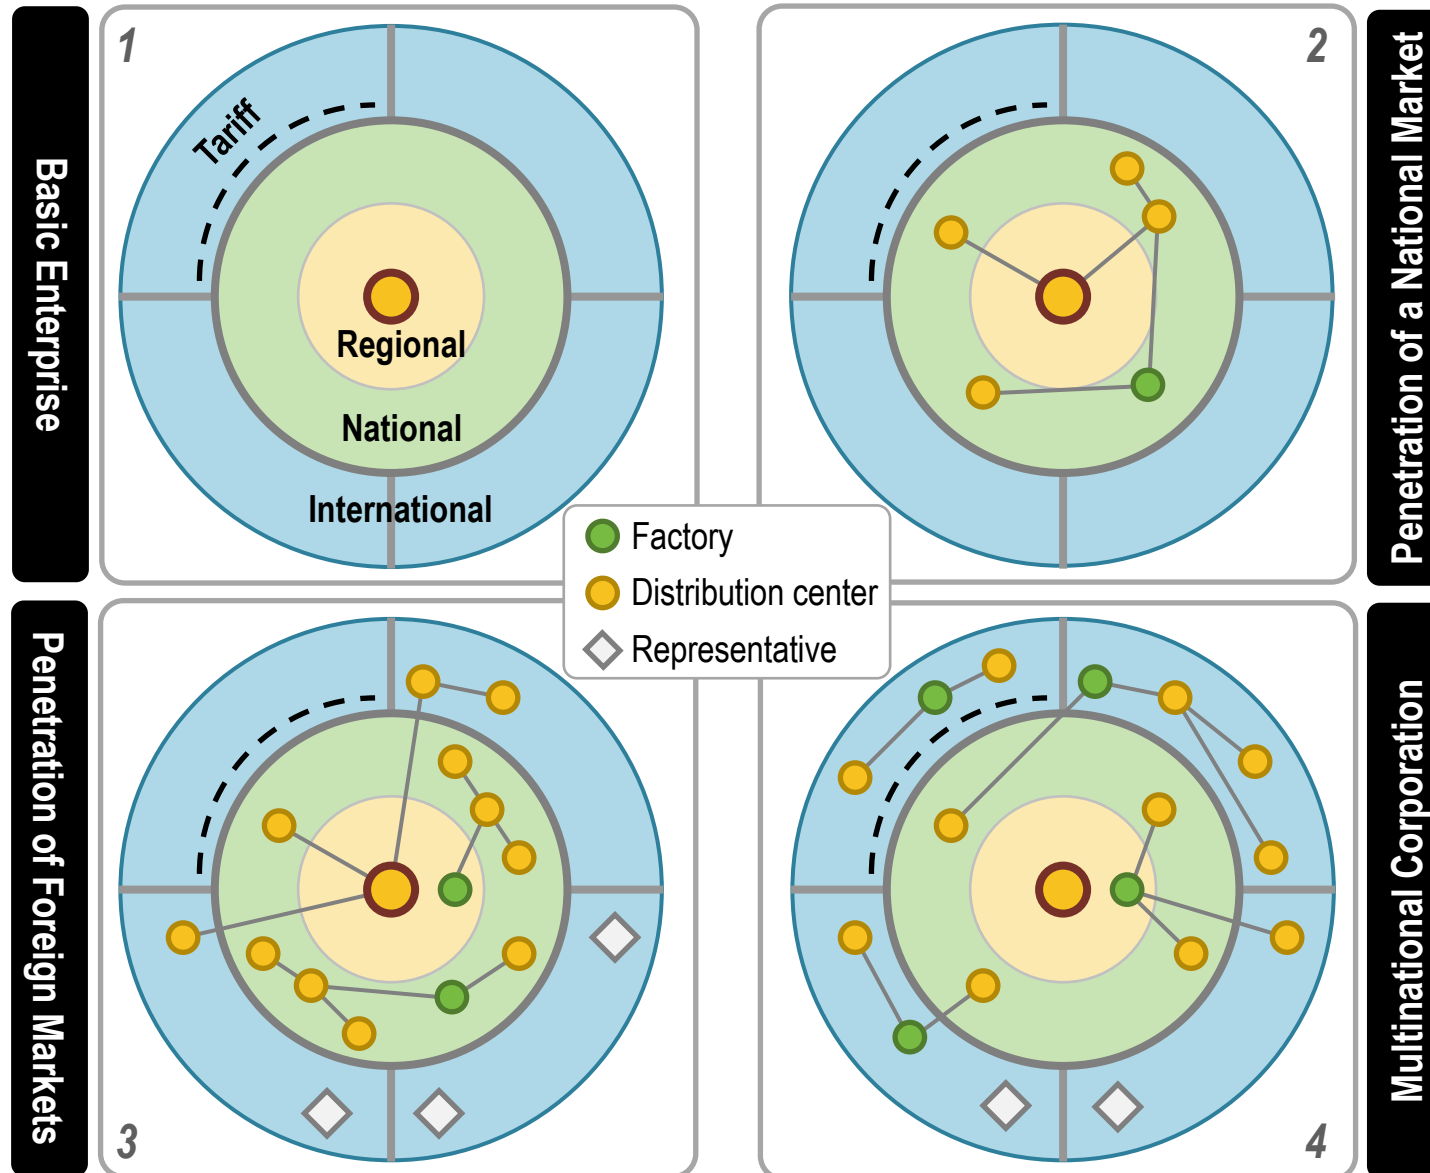 Basic Enterprise
1
Tariff
Regional
National
International
2
Penetration of a National Market
Factory
Distribution center
Representative
Penetration of Foreign Markets
3
4
Multinational Corporation